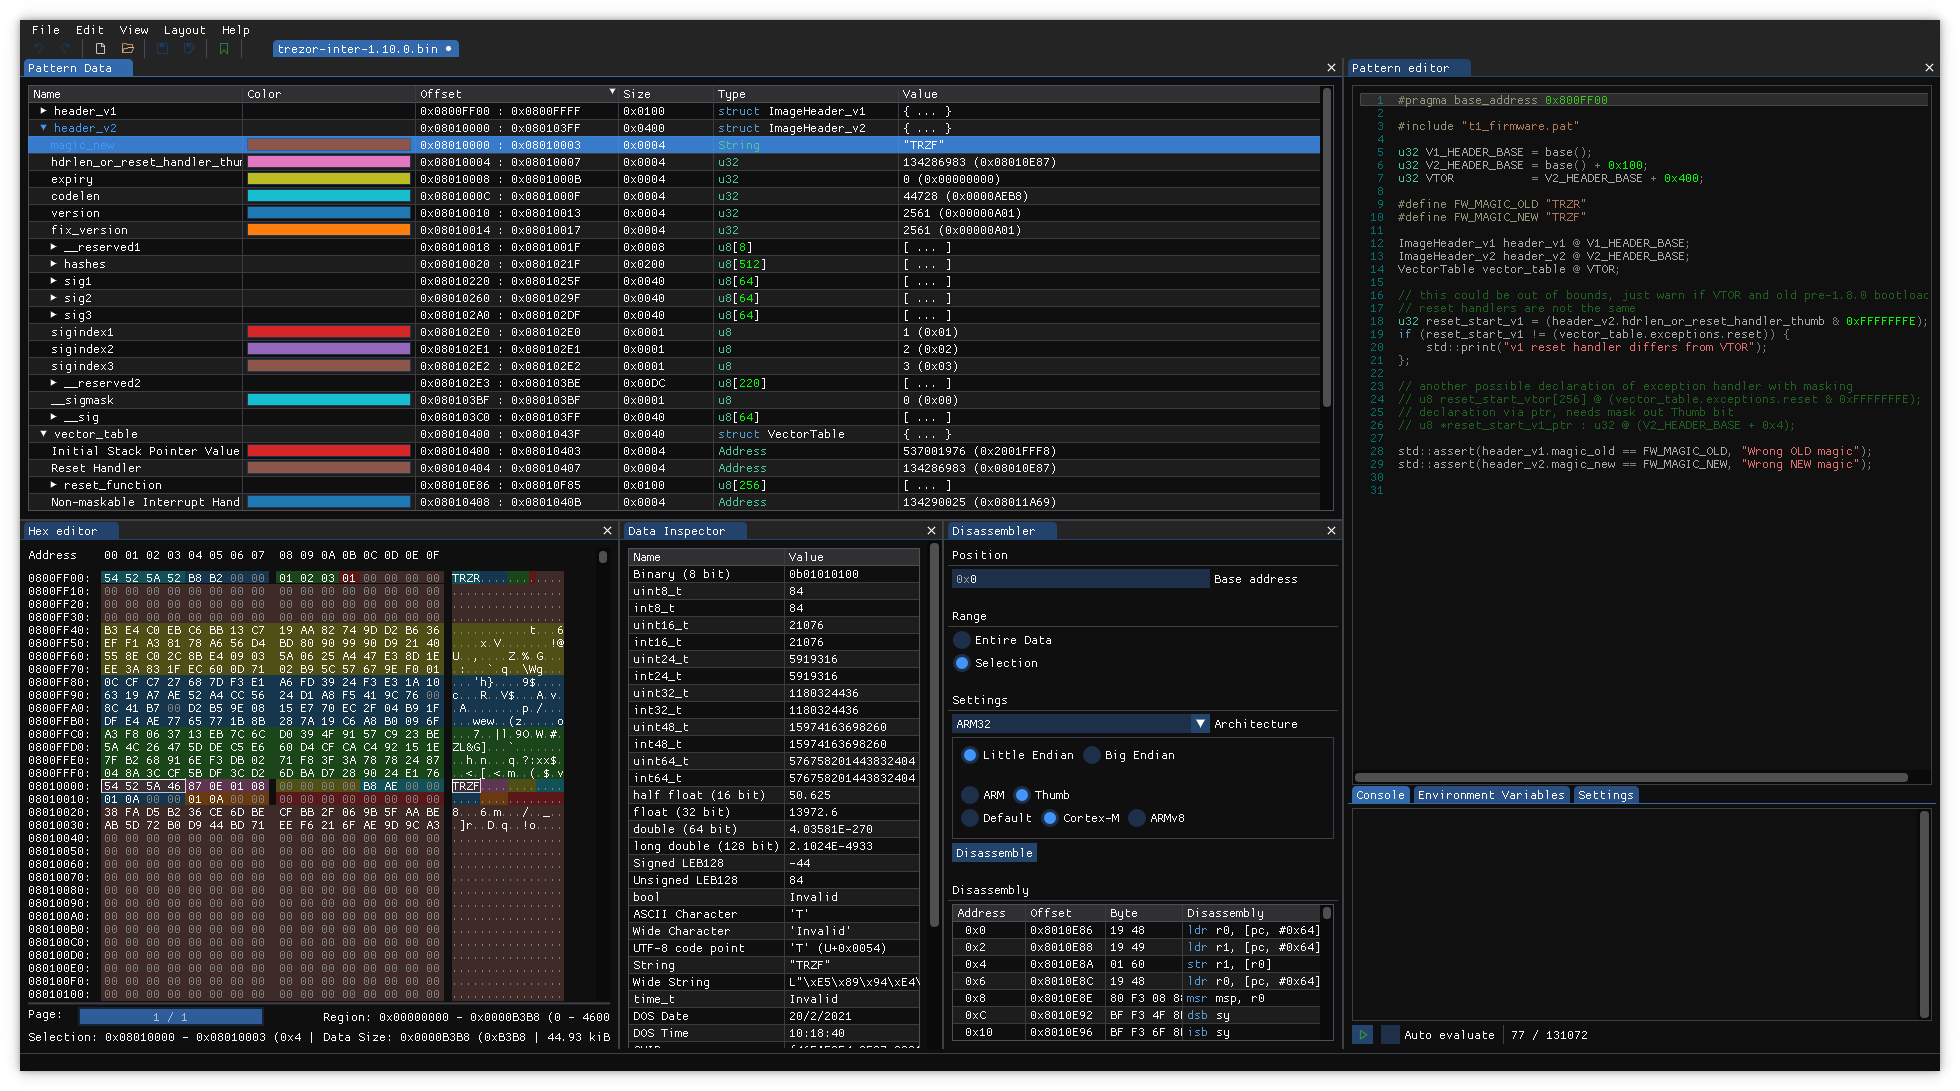 File Edit View Layout Help
trezor-inter-1.10.0.bin
Pattern Data
Name Color Offset Size Type Value
header_v1 0x0800FF00 : 0x0800FFFF 0x0100 struct ImageHeader_v1 { ... }
header_v2 0x08010000 : 0x080103FF 0x0400 struct ImageHeader_v2 { ... }
magic_new 0x08010000 : 0x08010003 0x0004 String "TRZF"
hdrlen_or_reset_handler_thu 0x08010004 : 0x08010007 0x0004 u32 134286983 (0x08010E87)
expiry 0x08010008 : 0x0801000B 0x0004 u32 0 (0x00000000)
codelen 0x0801000C : 0x0801000F 0x0004 u32 44728 (0x0000AEB8)
version 0x08010010 : 0x08010013 0x0004 u32 2561 (0x00000A01)
fix_version 0x08010014 : 0x08010017 0x0004 u32 2561 (0x00000A01)
__reserved1 0x08010018 : 0x0801001F 0x0008 u8[8] [ ... ]
hashes 0x08010020 : 0x0801021F 0x0200 u8[512] [ ... ]
sig1 0x08010220 : 0x0801025F 0x0040 u8[64] [ ... ]
sig2 0x08010260 : 0x0801029F 0x0040 u8[64] [ ... ]
sig3 0x080102A0 : 0x080102DF 0x0040 u8[64] [ ... ]
sigindex1 0x080102E0 : 0x080102E0 0x0001 u8 1 (0x01)
sigindex2 0x080102E1 : 0x080102E1 0x0001 u8 2 (0x02)
sigindex3 0x080102E2 : 0x080102E2 0x0001 u8 3 (0x03)
__reserved2 0x080102E3 : 0x080103BE 0x00DC u8[220] [ ... ]
__sigmask 0x080103BF : 0x080103BF 0x0001 u8 0 (0x00)
__sig 0x080103C0 : 0x080103FF 0x0040 u8[64] [ ... ]
vector_table 0x08010400 : 0x0801043F 0x0040 struct VectorTable { ... }
Initial Stack Pointer Value 0x08010400 : 0x08010403 0x0004 Address 537001976 (0x2001FFF8)
Reset Handler 0x08010404 : 0x08010407 0x0004 Address 134286983 (0x08010E87)
reset_function 0x08010E86 : 0x08010F85 0x0100 u8[256] [ ... ]
Non-maskable Interrupt Hand 0x08010408 : 0x0801040B 0x0004 Address 134290025 (0x08011A69)
Pattern editor
1 #pragma base_address 0x800FF00
2
3 #include "t1_firmware.pat"
4
5 u32 V1_HEADER_BASE = base();
6 u32 V2_HEADER_BASE = base() + 0x100;
7 u32 VTOR = V2_HEADER_BASE + 0x400;
8
9 #define FW_MAGIC_OLD "TRZR"
10 #define FW_MAGIC_NEW "TRZF"
11
12 ImageHeader_v1 header_v1 @ V1_HEADER_BASE;
13 ImageHeader_v2 header_v2 @ V2_HEADER_BASE;
14 VectorTable vector_table @ VTOR;
15
16 // this could be out of bounds, just warn if VTOR and old pre-1.8.0 bootloac
17 // reset handlers are not the same
18 u32 reset_start_v1 = (header_v2.hdrlen_or_reset_handler_thumb & 0xFFFFFFFE);
19 if (reset_start_v1 != (vector_table.exceptions.reset)) {
20 std::print("v1 reset handler differs from VTOR");
21 };
22
23 // another possible declaration of exception handler with masking
24 // u8 reset_start_vtor[256] @ (vector_table.exceptions.reset & 0xFFFFFFFE);
25 // declaration via ptr, needs mask out Thumb bit
26 // u8 *reset_start_v1_ptr : u32 @ (V2_HEADER_BASE + 0x4);
27
28 std::assert(header_v1.magic_old == FW_MAGIC_OLD, "Wrong OLD magic");
29 std::assert(header_v2.magic_new == FW_MAGIC_NEW, "Wrong NEW magic");
30
31
Hex editor
Address 00 01 02 03 04 05 06 07 08 09 0A 0B 0C 0D 0E 0F
0800FF00: 54 52 5A 52 B8 B2 00 00 01 02 03 01 00 00 00 00 TRZR............
0800FF10: 00 00 00 00 00 00 00 00 00 00 00 00 00 00 00 00 ................
0800FF20: 00 00 00 00 00 00 00 00 00 00 00 00 00 00 00 00 ................
0800FF30: 00 00 00 00 00 00 00 00 00 00 00 00 00 00 00 00 ................
0800FF40: B3 E4 C0 EB C6 BB 13 C7 19 AA 82 74 9D D2 B6 36 ...........t...6
0800FF50: EF F1 A3 81 78 A6 56 D4 BD 80 90 99 90 D9 21 40 ....x.V.......!@
0800FF60: 55 8E C0 2C 8B E4 09 03 5A 06 25 A4 47 E3 8D 1E U..,....Z.%.G...
0800FF70: EE 3A 83 1F EC 60 0D 71 02 B9 5C 57 67 9E F0 01 .:...`.q..\Wg...
0800FF80: 0C CF C7 27 68 7D F3 E1 A6 FD 39 24 F3 E3 1A 10 ...'h}....9$....
0800FF90: 63 19 A7 AE 52 A4 CC 56 24 D1 A8 F5 41 9C 76 00 c...R..V$...A.v.
0800FFA0: 8C 41 B7 00 D2 B5 9E 08 15 E7 70 EC 2F 04 B9 1F .A........p./...
0800FFB0: DF E4 AE 77 65 77 1B 8B 28 7A 19 C6 A8 B0 09 6F ...wew..(z.....o
0800FFC0: A3 F8 06 37 13 EB 7C 6C D0 39 4F 91 57 C9 23 BE ...7..|l.9O.W.#.
0800FFD0: 5A 4C 26 47 5D DE C5 E6 60 D4 CF CA C4 92 15 1E ZL&G]...`.......
0800FFE0: 7F B2 68 91 6E F3 DB 02 71 F8 3F 3A 78 78 24 87 ..h.n...q.?:xx$.
0800FFF0: 04 8A 3C CF 5B DF 3C D2 6D BA D7 28 90 24 E1 76 ..<.[.<.m..(.$.v
08010000: 54 52 5A 46 87 0E 01 08 00 00 00 00 B8 AE 00 00 TRZF............
08010010: 01 0A 00 00 01 0A 00 00 00 00 00 00 00 00 00 00 ................
08010020: 38 FA D5 B2 36 CE 6D BE CF BB 2F 06 9B 5F AA BE 8...6.m.../.._..
08010030: AB 5D 72 B0 D9 44 BD 71 EE F6 21 6F AE 9D 9C A3 .]r..D.q..!o....
08010040: 00 00 00 00 00 00 00 00 00 00 00 00 00 00 00 00 ................
08010050: 00 00 00 00 00 00 00 00 00 00 00 00 00 00 00 00 ................
08010060: 00 00 00 00 00 00 00 00 00 00 00 00 00 00 00 00 ................
08010070: 00 00 00 00 00 00 00 00 00 00 00 00 00 00 00 00 ................
08010080: 00 00 00 00 00 00 00 00 00 00 00 00 00 00 00 00 ................
08010090: 00 00 00 00 00 00 00 00 00 00 00 00 00 00 00 00 ................
080100A0: 00 00 00 00 00 00 00 00 00 00 00 00 00 00 00 00 ................
080100B0: 00 00 00 00 00 00 00 00 00 00 00 00 00 00 00 00 ................
080100C0: 00 00 00 00 00 00 00 00 00 00 00 00 00 00 00 00 ................
080100D0: 00 00 00 00 00 00 00 00 00 00 00 00 00 00 00 00 ................
080100E0: 00 00 00 00 00 00 00 00 00 00 00 00 00 00 00 00 ................
080100F0: 00 00 00 00 00 00 00 00 00 00 00 00 00 00 00 00 ................
08010100: 00 00 00 00 00 00 00 00 00 00 00 00 00 00 00 00 ................
Page: 1 / 1 Region: 0x00000000 - 0x0000B3B8 (0 - 4600
Selection: 0x08010000 - 0x08010003 (0x4 | Data Size: 0x0000B3B8 (0xB3B8 | 44.93 kiB
Data Inspector
Name Value
Binary (8 bit) 0b01010100
uint8_t 84
int8_t 84
uint16_t 21076
int16_t 21076
uint24_t 5919316
int24_t 5919316
uint32_t 1180324436
int32_t 1180324436
uint48_t 15974163698260
int48_t 15974163698260
uint64_t 576758201443832404
int64_t 576758201443832404
half float (16 bit) 50.625
float (32 bit) 13972.6
double (64 bit) 4.03581E-270
long double (128 bit) 2.1024E-4933
Signed LEB128 -44
Unsigned LEB128 84
bool Invalid
ASCII Character 'T'
Wide Character 'Invalid'
UTF-8 code point 'T' (U+0x0054)
String "TRZF"
Wide String L"\xE5\x89\x94\xE4\
time_t Invalid
DOS Date 20/2/2021
DOS Time 10:18:40
Disassembler
Position
0x0 Base address
Range
Entire Data
Selection
Settings
ARM32 Architecture
Little Endian Big Endian
ARM Thumb
Default Cortex-M ARMv8
Disassemble
Disassembly
Address Offset Byte Disassembly
0x0 0x8010E86 19 48 ldr r0, [pc, #0x64]
0x2 0x8010E88 19 49 ldr r1, [pc, #0x64]
0x4 0x8010E8A 01 60 str r1, [r0]
0x6 0x8010E8C 19 48 ldr r0, [pc, #0x64]
0x8 0x8010E8E 80 F3 08 88 msr msp, r0
0xC 0x8010E92 BF F3 4F 8 dsb sy
0x10 0x8010E96 BF F3 6F 8 isb sy
Console Environment Variables Settings
Auto evaluate 77 / 131072